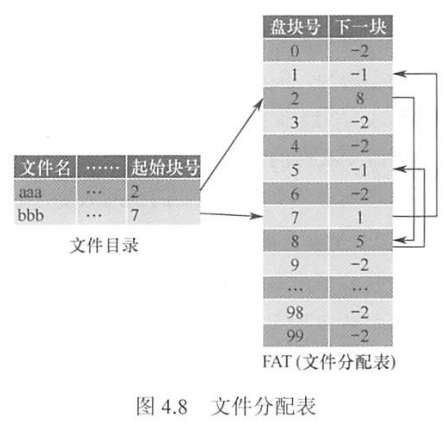 盘块号 下一块
0 -2
1 -1
2 8
3 -2
4 -2
5 -1
6 -2
7 1
8 5
9 -2
… …
98 -2
99 -2
FAT (文件分配表)
文件名 …… 起始块号
aaa … 2
bbb … 7
文件目录
图 4.8 文件分配表